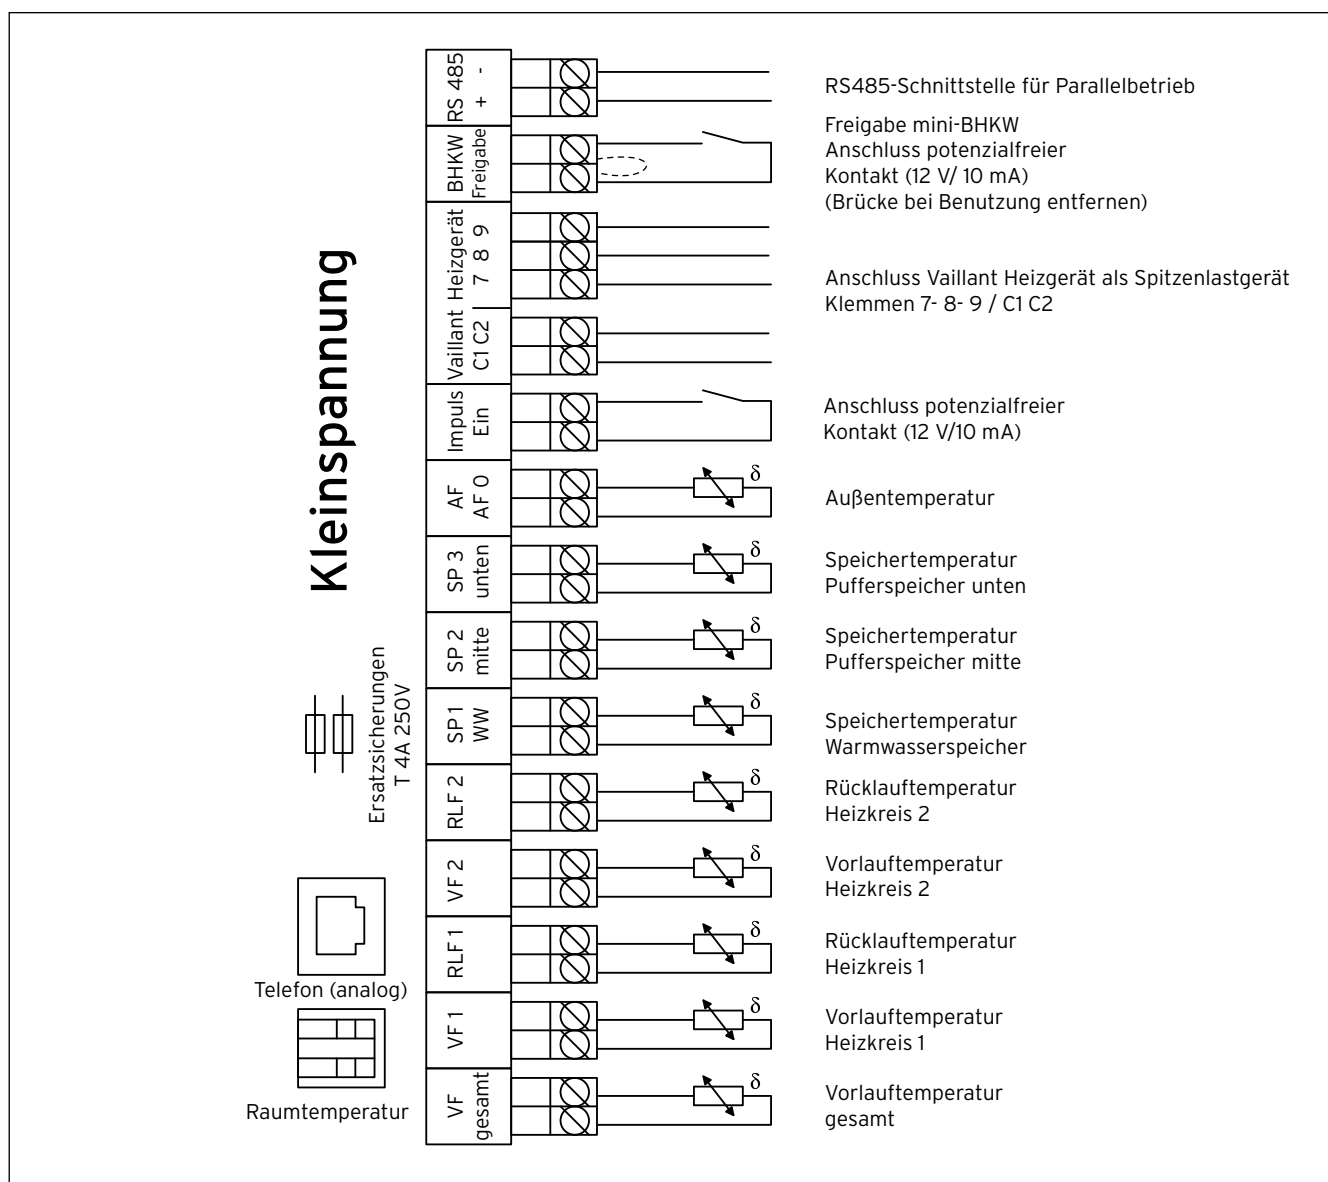 Kleinspannung
Ersatzsicherungen
T 4A 250V
Telefon (analog)
Raumtemperatur
RS 485
+ -
RS485-Schnittstelle für Parallelbetrieb
BHKW
Freigabe
Freigabe mini-BHKW
Anschluss potenzialfreier
Kontakt (12 V/ 10 mA)
(Brücke bei Benutzung entfernen)
Vaillant Heizgerät
C1 C2 7 8 9
Anschluss Vaillant Heizgerät als Spitzenlastgerät
Klemmen 7- 8- 9 / C1 C2
Impuls
Ein
Anschluss potenzialfreier
Kontakt (12 V/10 mA)
AF
AF 0
δ
Außentemperatur
SP 3
unten
δ
Speichertemperatur
Pufferspeicher unten
SP 2
mitte
δ
Speichertemperatur
Pufferspeicher mitte
SP 1
WW
δ
Speichertemperatur
Warmwasserspeicher
RLF 2
δ
Rücklauftemperatur
Heizkreis 2
VF 2
δ
Vorlauftemperatur
Heizkreis 2
RLF 1
δ
Rücklauftemperatur
Heizkreis 1
VF 1
δ
Vorlauftemperatur
Heizkreis 1
VF
gesamt
δ
Vorlauftemperatur
gesamt